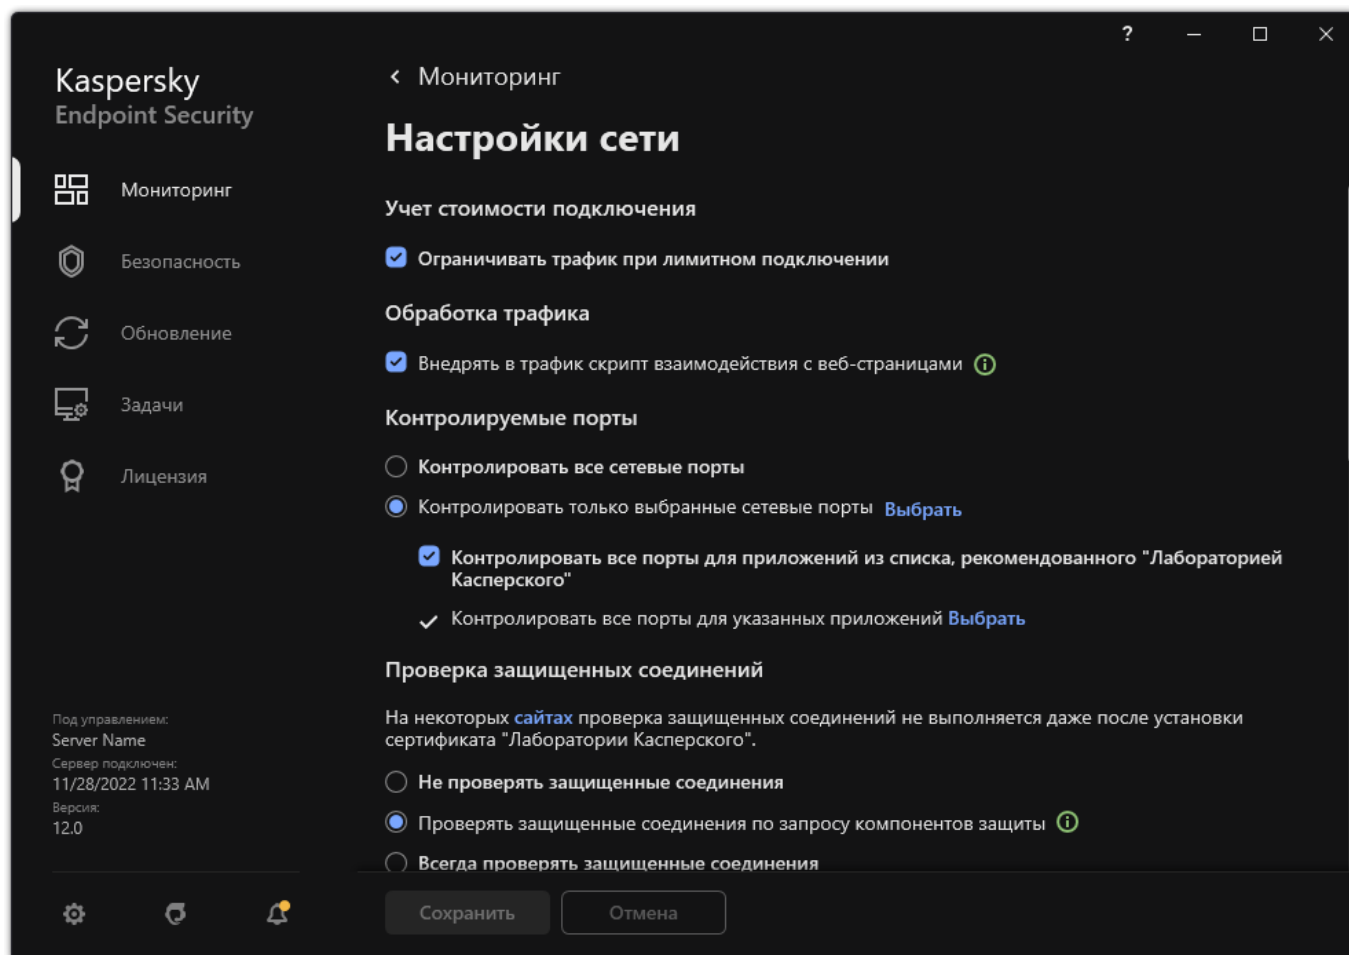 ?
Kaspersky
Endpoint Security
Мониторинг
Безопасность
Обновление
Задачи
Лицензия
Под управлением:
Server Name
Сервер подключен:
11/28/2022 11:33 AM
Версия:
12.0
Мониторинг
Настройки сети
Учет стоимости подключения
Ограничивать трафик при лимитном подключении
Обработка трафика
Внедрять в трафик скрипт взаимодействия с веб-страницами
Контролируемые порты
Контролировать все сетевые порты
Контролировать только выбранные сетевые порты Выбрать
Контролировать все порты для приложений из списка, рекомендованного "Лабораторией
Касперского"
Контролировать все порты для указанных приложений Выбрать
Проверка защищенных соединений
На некоторых сайтах проверка защищенных соединений не выполняется даже после установки
сертификата "Лаборатории Касперского".
Не проверять защищенные соединения
Проверять защищенные соединения по запросу компонентов защиты
Всегда проверять защищенные соединения
Сохранить
Отмена